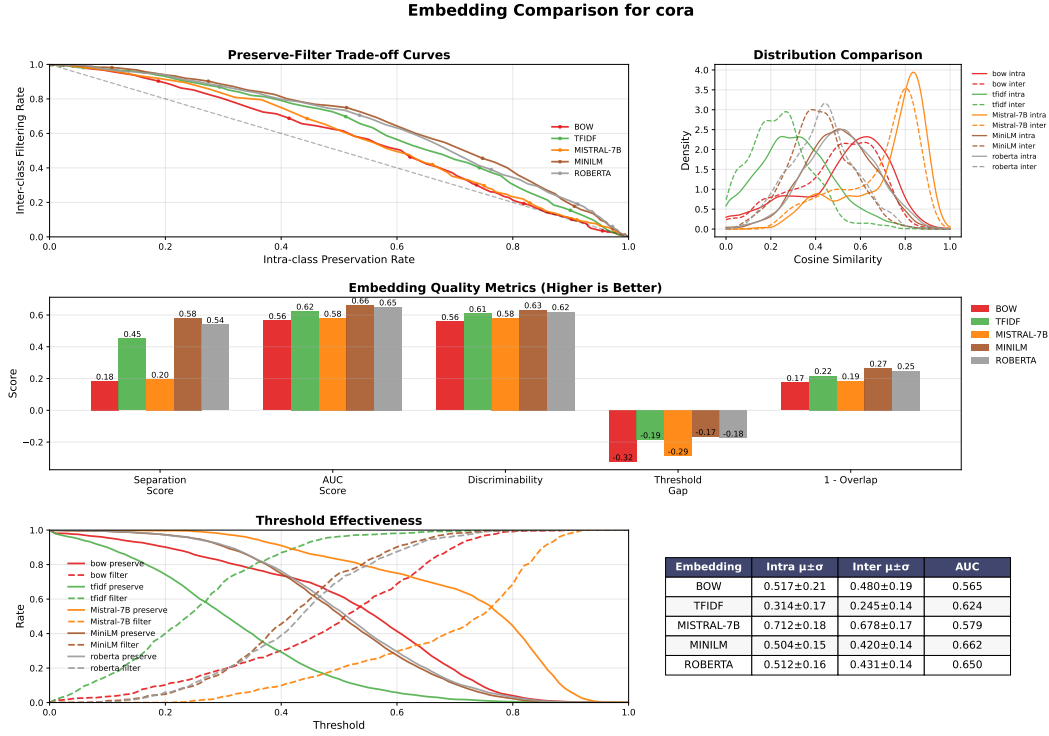 Embedding Comparison for cora
Preserve-Filter Trade-off Curves
Inter-class Filtering Rate
1.0
0.8
0.6
0.4
0.2
0.0
BOW
TFIDF
MISTRAL-7B
MINILM
ROBERTA
0.0 0.2 0.4 0.6 0.8 1.0
Intra-class Preservation Rate
Distribution Comparison
Density
4.0
3.5
3.0
2.5
2.0
1.5
1.0
0.5
0.0
0.0 0.2 0.4 0.6 0.8 1.0
Cosine Similarity
bow intra
bow inter
tfidf intra
tfidf inter
Mistral-7B intra
Mistral-7B inter
MiniLM intra
MiniLM inter
roberta intra
roberta inter
Embedding Quality Metrics (Higher is Better)
Score
0.6
0.4
0.2
0.0
−0.2
0.18 0.45 0.20 0.58 0.54
0.56 0.62 0.58 0.66 0.65
0.56 0.61 0.58 0.63 0.62
-0.32 -0.19 -0.29 -0.17 -0.18
0.17 0.22 0.19 0.27 0.25
Separation
Score
AUC
Score
Discriminability
Threshold
Gap
1 - Overlap
BOW
TFIDF
MISTRAL-7B
MINILM
ROBERTA
Threshold Effectiveness
Rate
1.0
0.8
0.6
0.4
0.2
0.0
bow preserve
bow filter
tfidf preserve
tfidf filter
Mistral-7B preserve
Mistral-7B filter
MiniLM preserve
MiniLM filter
roberta preserve
roberta filter
0.0 0.2 0.4 0.6 0.8 1.0
Threshold
Embedding Intra μ±σ Inter μ±σ AUC
BOW 0.517±0.21 0.480±0.19 0.565
TFIDF 0.314±0.17 0.245±0.14 0.624
MISTRAL-7B 0.712±0.18 0.678±0.17 0.579
MINILM 0.504±0.15 0.420±0.14 0.662
ROBERTA 0.512±0.16 0.431±0.14 0.650